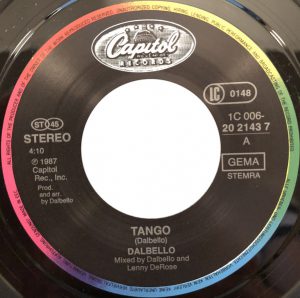 Capitol
RECORDS
LC 0148
ST 45
STEREO
4:10
℗ 1987
Capitol
Rec., Inc.
Prod.
and arr.
by Dalbello
1C 006-
20 2143 7
A
GEMA
STEMRA
TANGO
(Dalbello)
DALBELLO
Mixed by Dalbello and
Lenny DeRose